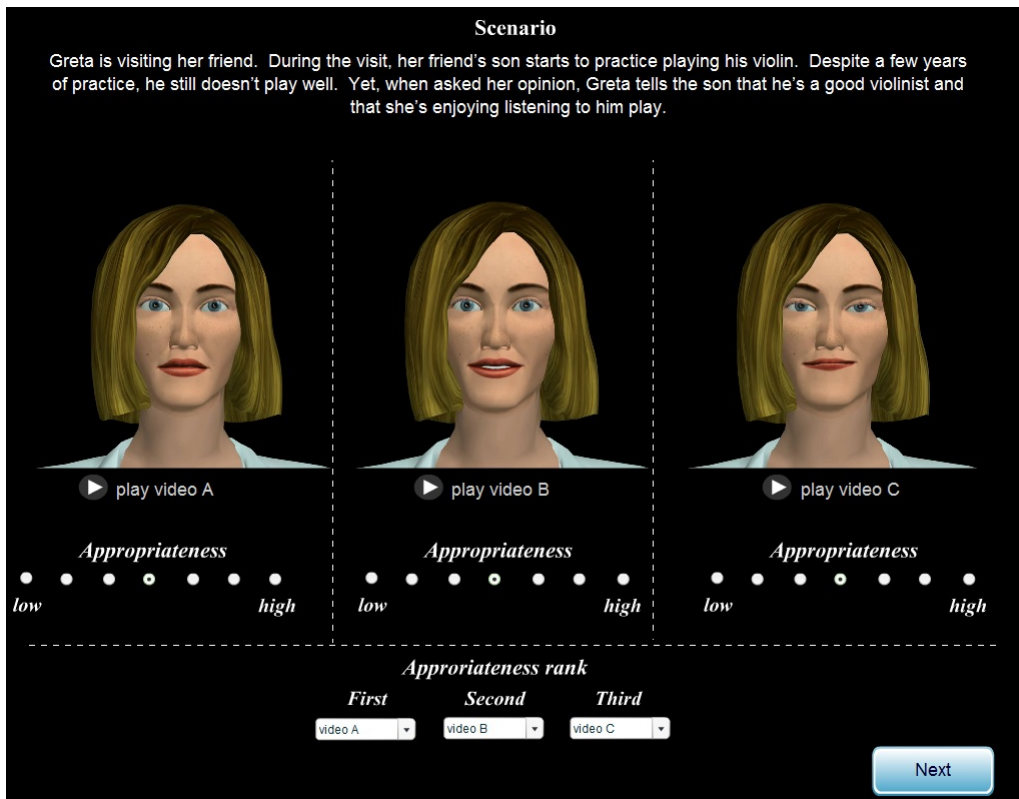 Scenario
Greta is visiting her friend. During the visit, her friend's son starts to practice playing his violin. Despite a few years
of practice, he still doesn't play well. Yet, when asked her opinion, Greta tells the son that he's a good violinist and
that she's enjoying listening to him play.
play video A
play video B
play video C
Appropriateness
Appropriateness
Appropriateness
low high
low high
low high
Approriateness rank
First Second Third
video A video B video C
Next